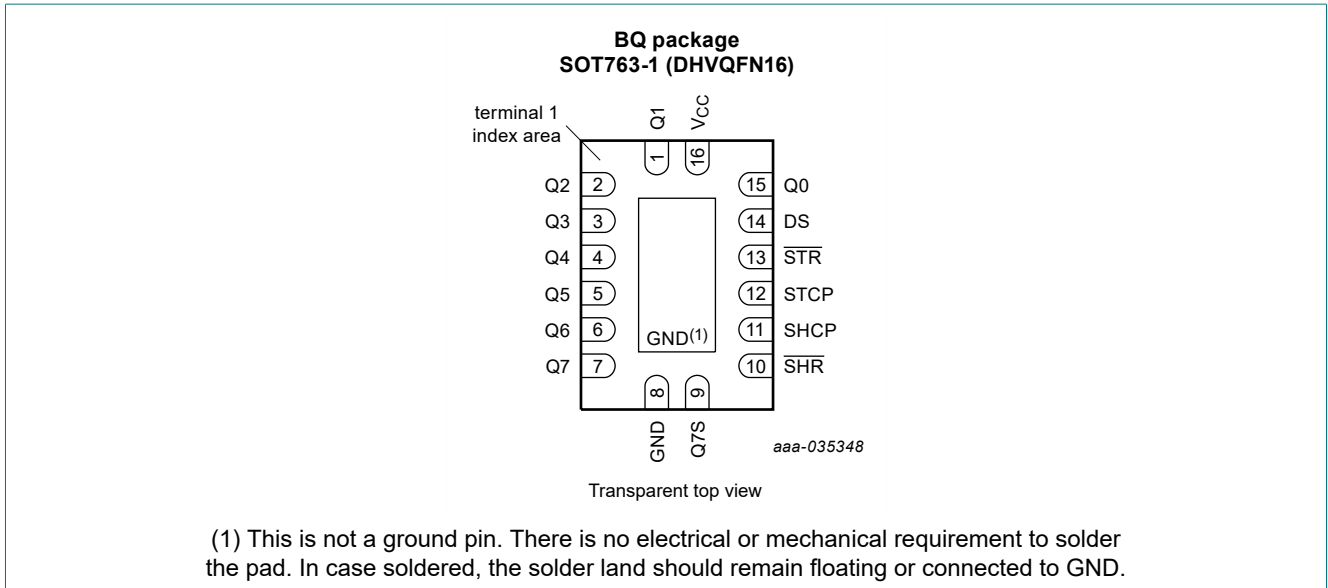 BQ package
SOT763-1 (DHVQFN16)
terminal 1
index area
Q1
VCC
1
16
Q2 2
15 Q0
Q3 3
14 DS
Q4 4
13 STR
Q5 5
12 STCP
Q6 6
11 SHCP
GND(1)
Q7 7
10 SHR
8
9
GND
Q7S
aaa-035348
Transparent top view
(1) This is not a ground pin. There is no electrical or mechanical requirement to solder
the pad. In case soldered, the solder land should remain floating or connected to GND.